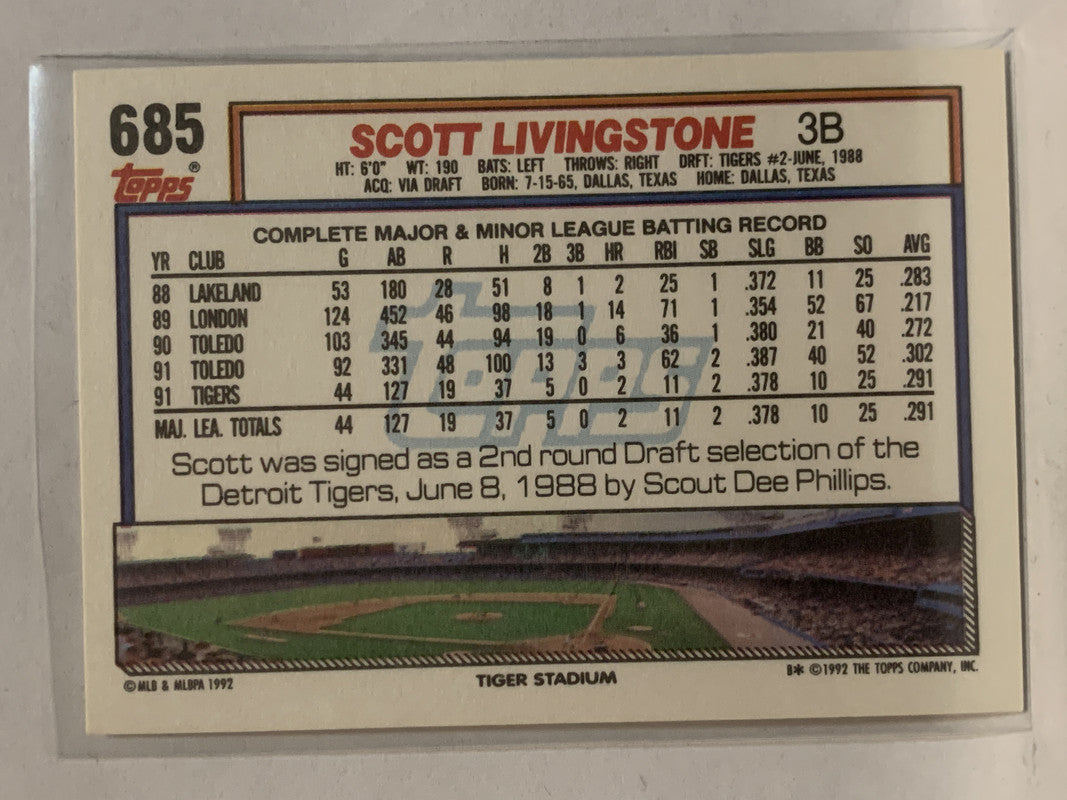 685
topps®
SCOTT LIVINGSTONE 3B
HT: 6'0" WT: 190 BATS: LEFT THROWS: RIGHT DRFT: TIGERS #2-JUNE, 1988
ACQ: VIA DRAFT BORN: 7-15-65, DALLAS, TEXAS HOME: DALLAS, TEXAS
COMPLETE MAJOR & MINOR LEAGUE BATTING RECORD
YR CLUB G AB R H 2B 3B HR RBI SB SLG BB SO AVG
88 LAKELAND 53 180 28 51 8 1 2 25 1 .372 11 25 .283
89 LONDON 124 452 46 98 18 1 14 71 1 .354 52 67 .217
90 TOLEDO 103 345 44 94 19 0 6 36 1 .380 21 40 .272
91 TOLEDO 92 331 48 100 13 3 3 62 2 .387 40 52 .302
91 TIGERS 44 127 19 37 5 0 2 11 2 .378 10 25 .291
MAJ. LEA. TOTALS 44 127 19 37 5 0 2 11 2 .378 10 25 .291
topps
Scott was signed as a 2nd round Draft selection of the
Detroit Tigers, June 8, 1988 by Scout Dee Phillips.
©MLB & MLBPA 1992 TIGER STADIUM B* ©1992 THE TOPPS COMPANY, INC.